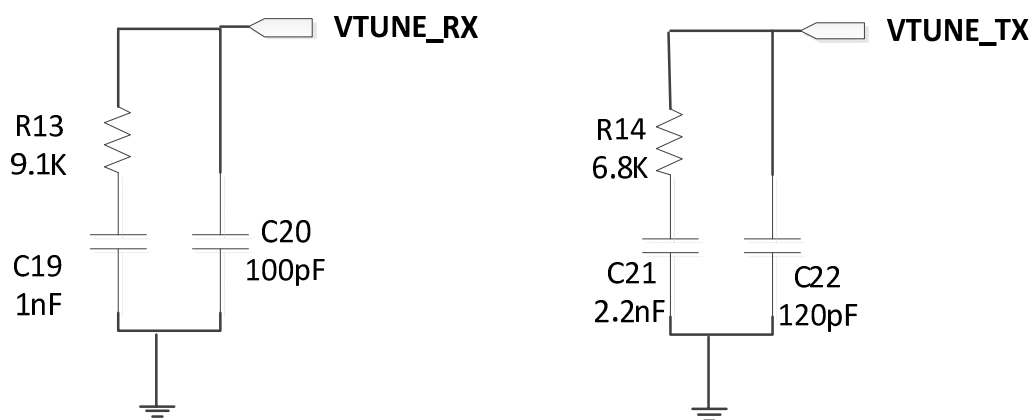 VTUNE_RX
R13
9.1K
C20
100pF
C19
1nF
VTUNE_TX
R14
6.8K
C21
2.2nF
C22
120pF